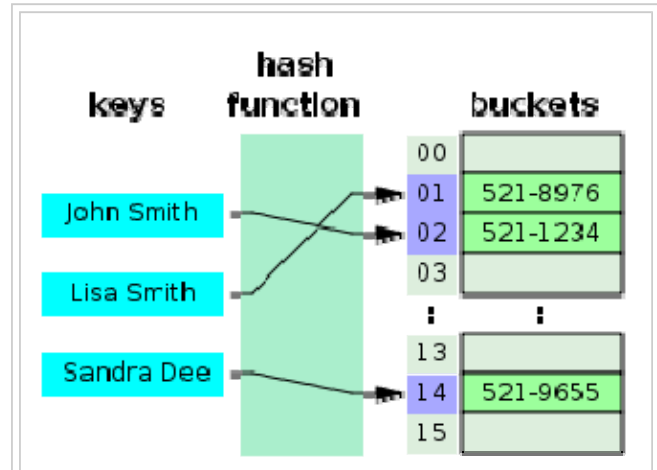 hash
keys function buckets
00
John Smith 01 521-8976
02 521-1234
Lisa Smith 03
:    :
Sandra Dee 13
14 521-9655
15